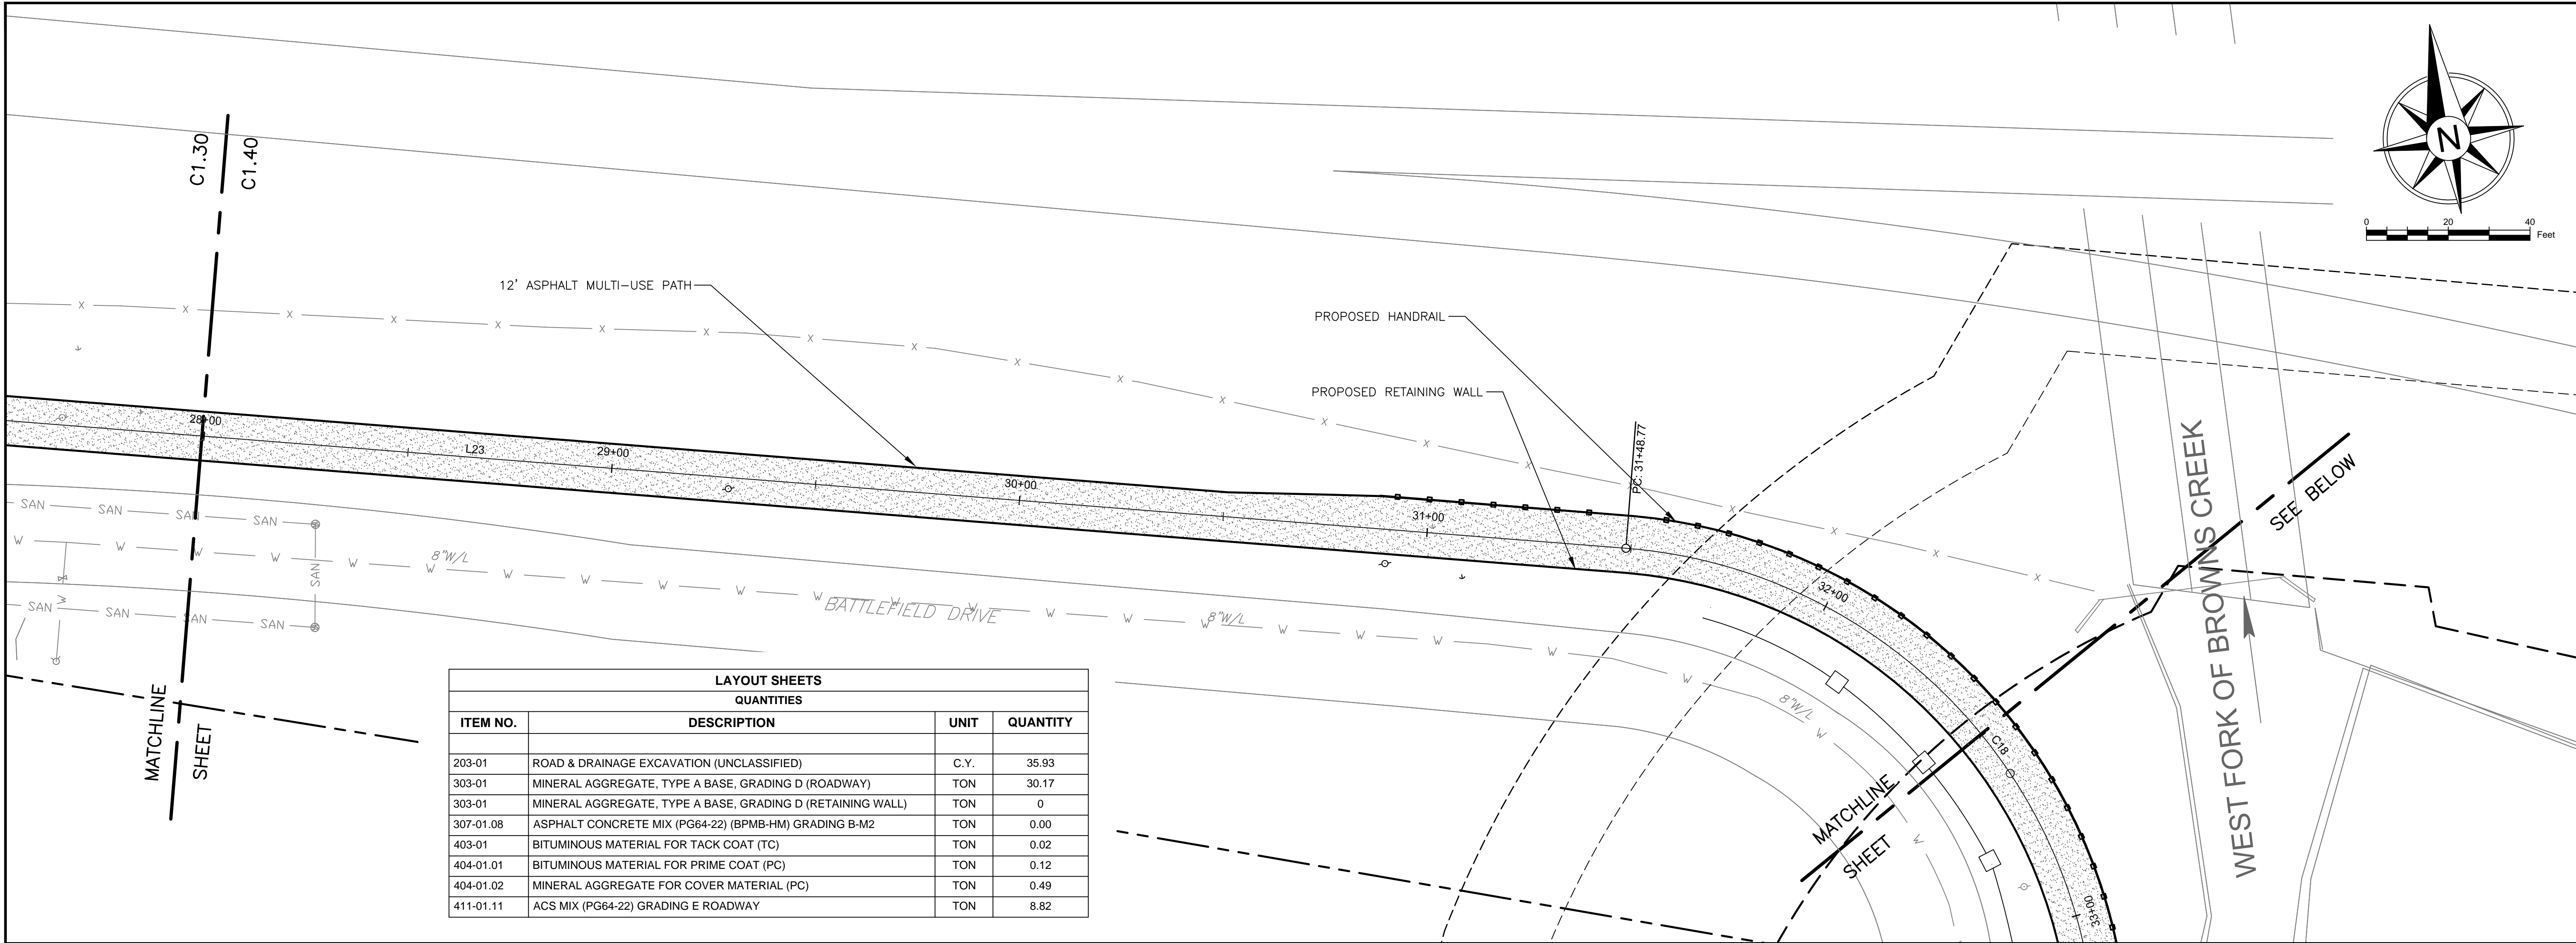 C1.30
C1.40
N
0 20 40
Feet
12' ASPHALT MULTI-USE PATH
PROPOSED HANDRAIL
PROPOSED RETAINING WALL
X X X X X X X X X X X X X X X X X X X
28+00
L23
29+00
30+00
31+00
PC: 31+48.77
32+00
C18
33+00
SAN SAN SAN SAN
SAN
SAN SAN SAN SAN
W W W W W W W W W W W W W W W W W W W W W W W W
W
8"W/L
8"W/L
8"W/L
BATTLEFIELD DRIVE
WEST FORK OF BROWNS CREEK
SEE BELOW
MATCHLINE
SHEET
MATCHLINE
SHEET
LAYOUT SHEETS
QUANTITIES
ITEM NO. DESCRIPTION UNIT QUANTITY
203-01 ROAD & DRAINAGE EXCAVATION (UNCLASSIFIED) C.Y. 35.93
303-01 MINERAL AGGREGATE, TYPE A BASE, GRADING D (ROADWAY) TON 30.17
303-01 MINERAL AGGREGATE, TYPE A BASE, GRADING D (RETAINING WALL) TON 0
307-01.08 ASPHALT CONCRETE MIX (PG64-22) (BPMB-HM) GRADING B-M2 TON 0.00
403-01 BITUMINOUS MATERIAL FOR TACK COAT (TC) TON 0.02
404-01.01 BITUMINOUS MATERIAL FOR PRIME COAT (PC) TON 0.12
404-01.02 MINERAL AGGREGATE FOR COVER MATERIAL (PC) TON 0.49
411-01.11 ACS MIX (PG64-22) GRADING E ROADWAY TON 8.82